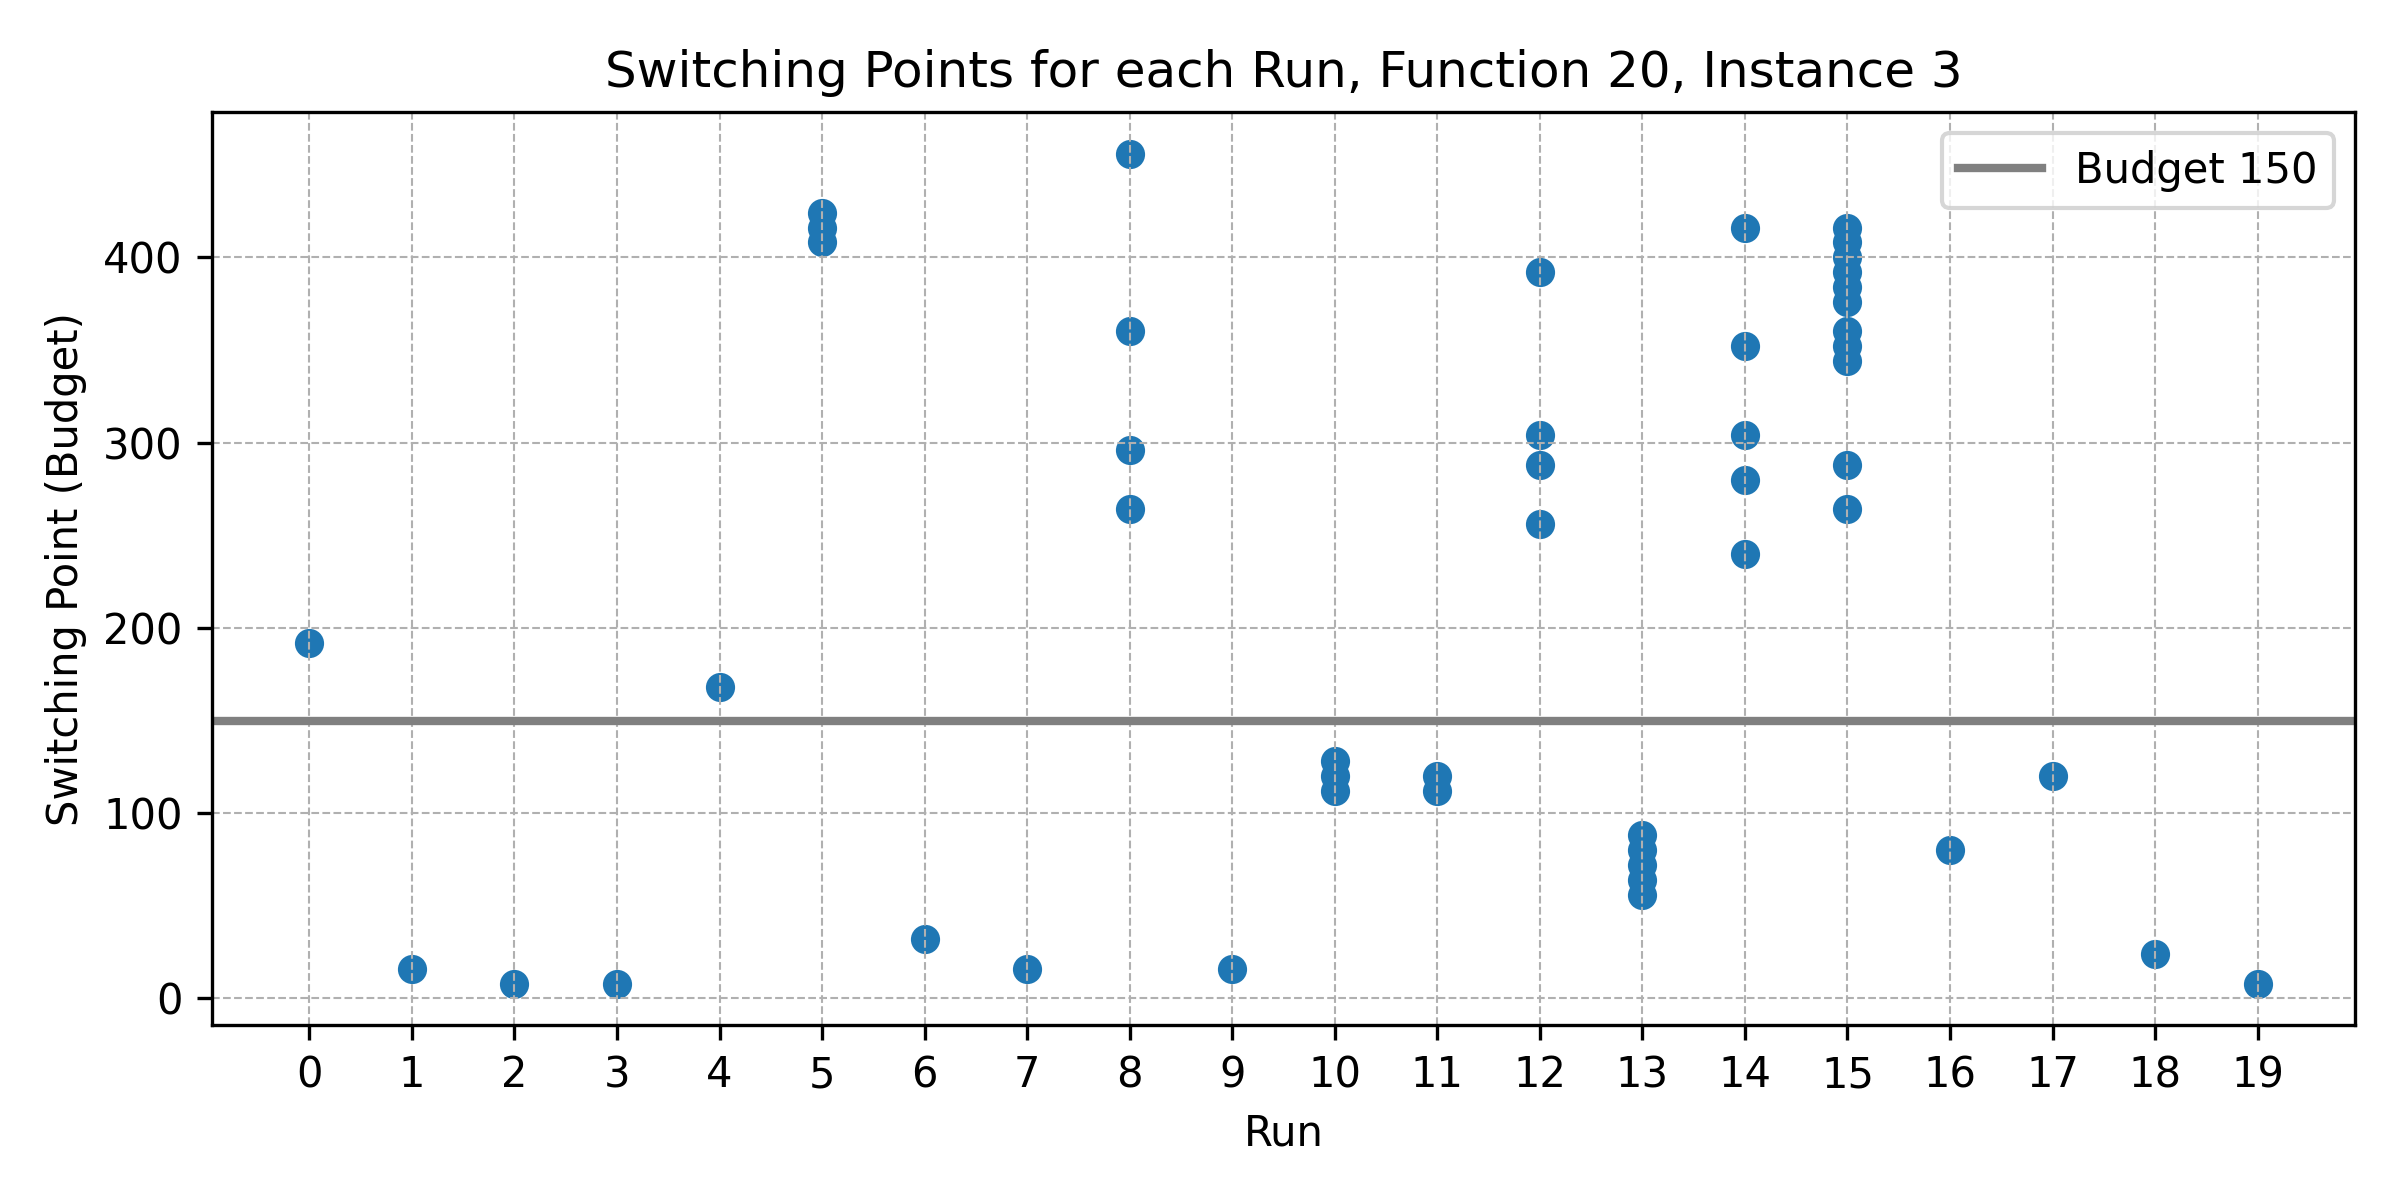 Switching Points for each Run, Function 20, Instance 3
Budget 150
Switching Point (Budget)
400
300
200
100
0
0 1 2 3 4 5 6 7 8 9 10 11 12 13 14 15 16 17 18 19
Run